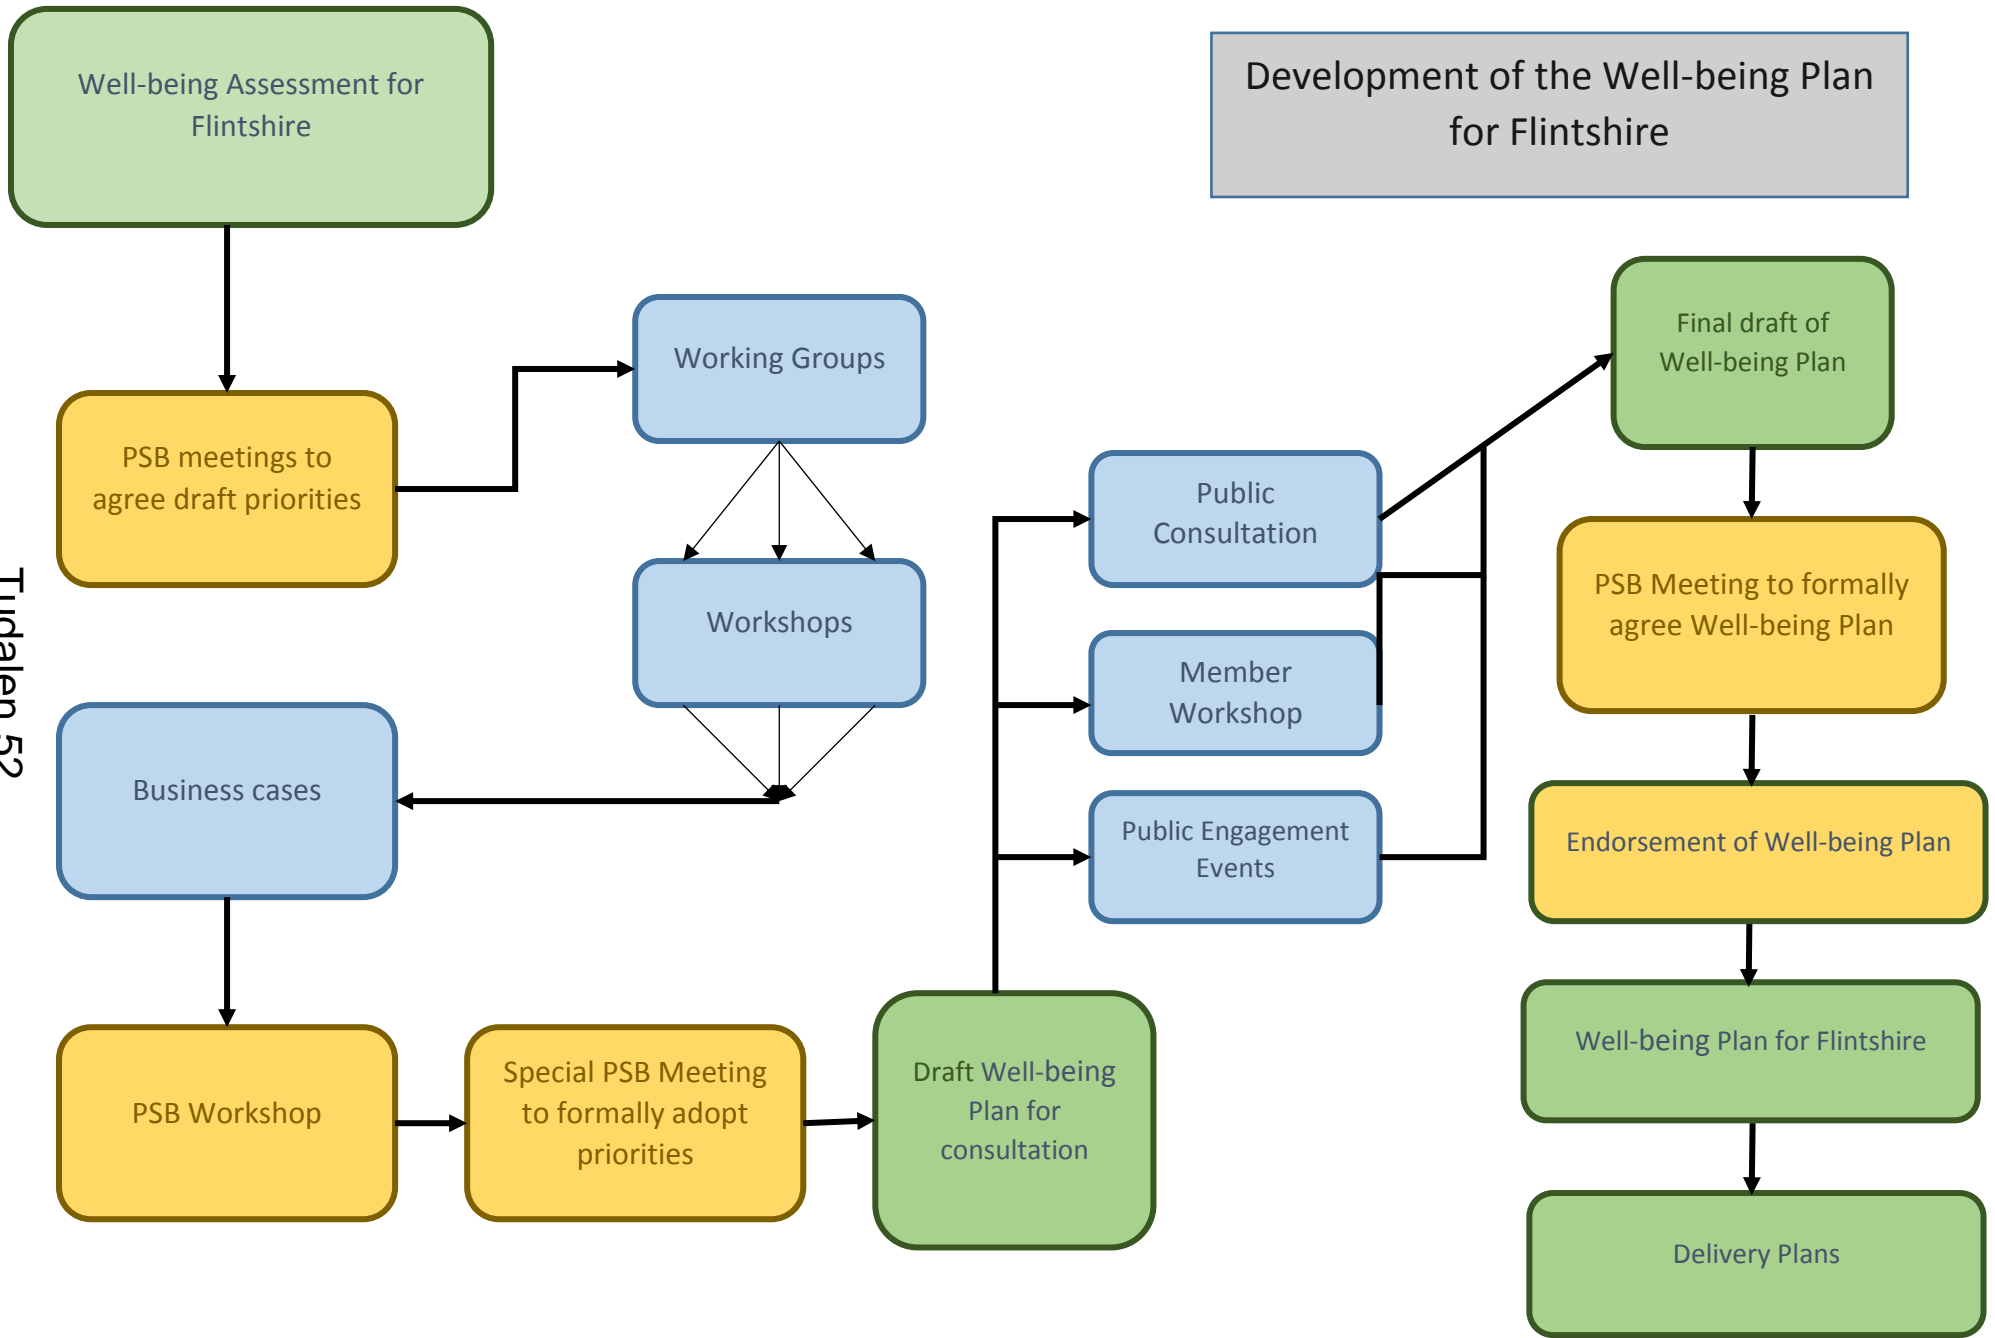 Well-being Assessment for
Flintshire
Development of the Well-being Plan
for Flintshire
PSB meetings to
agree draft priorities
Working Groups
Workshops
Business cases
PSB Workshop
Special PSB Meeting
to formally adopt
priorities
Draft Well-being
Plan for
consultation
Public
Consultation
Member
Workshop
Public Engagement
Events
Final draft of
Well-being Plan
PSB Meeting to formally
agree Well-being Plan
Endorsement of Well-being Plan
Well-being Plan for Flintshire
Delivery Plans
Tudalen 52